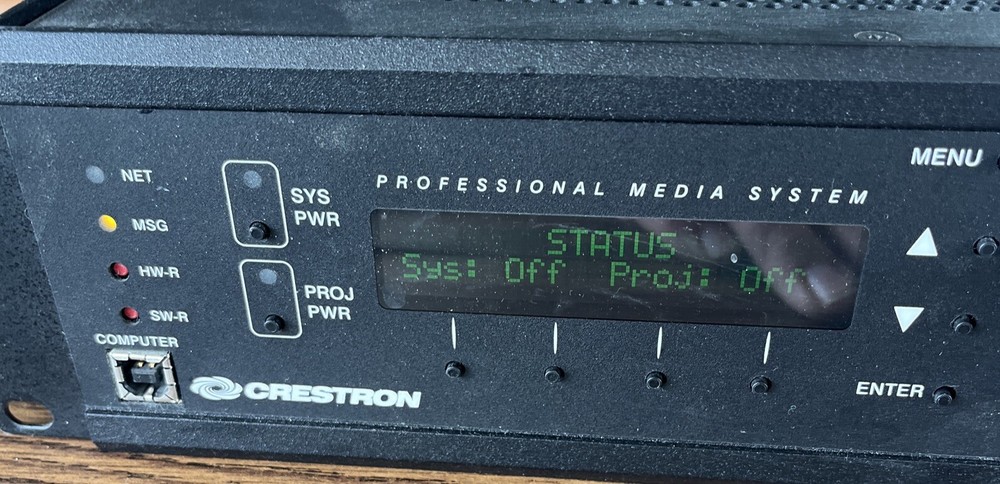 MENU
NET
MSG
HW-R
SW-R
COMPUTER
SYS
PWR
PROJ
PWR
PROFESSIONAL MEDIA SYSTEM
STATUS
Sys: Off Proj: Off
CRESTRON
ENTER